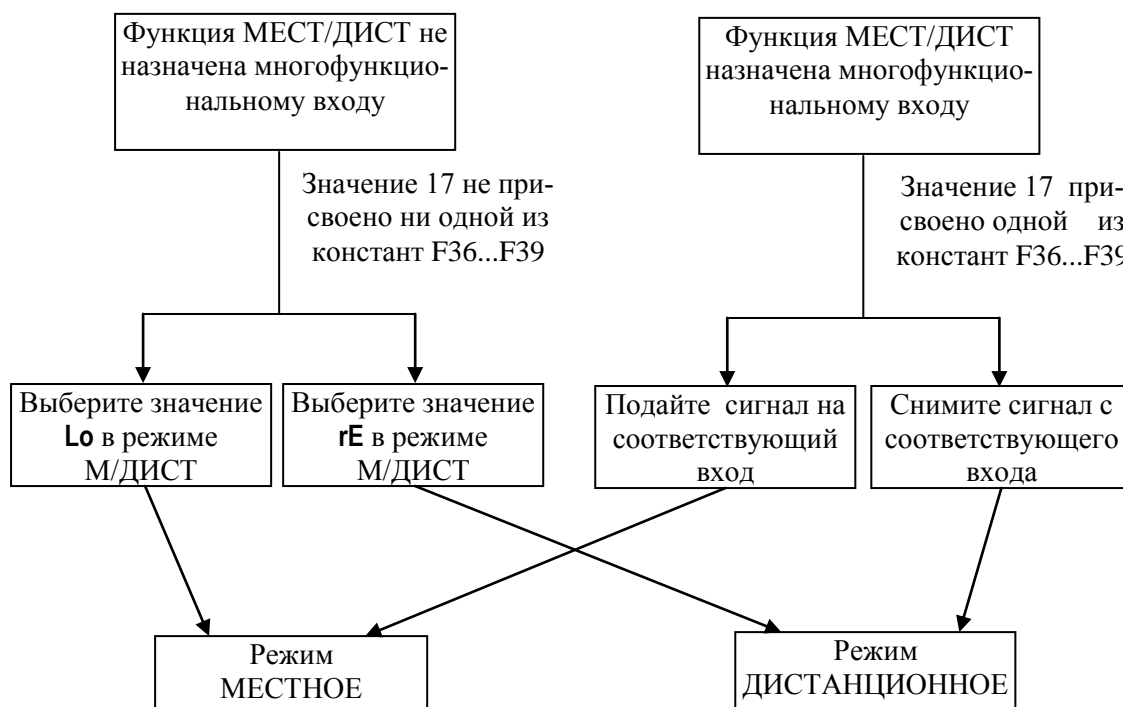 Функция МЕСТ/ДИСТ не
назначена многофункцио-
нальному входу
Функция МЕСТ/ДИСТ
назначена многофункцио-
нальному входу
Значение 17 не при-
своено ни одной из
констант F36...F39
Значение 17 при-
своено одной из
констант F36...F39
Выберите значение
Lo в режиме
М/ДИСТ
Выберите значение
rE в режиме
М/ДИСТ
Подайте сигнал на
соответствующий
вход
Снимите сигнал с
соответствующего
входа
Режим
МЕСТНОЕ
Режим
ДИСТАНЦИОННОЕ